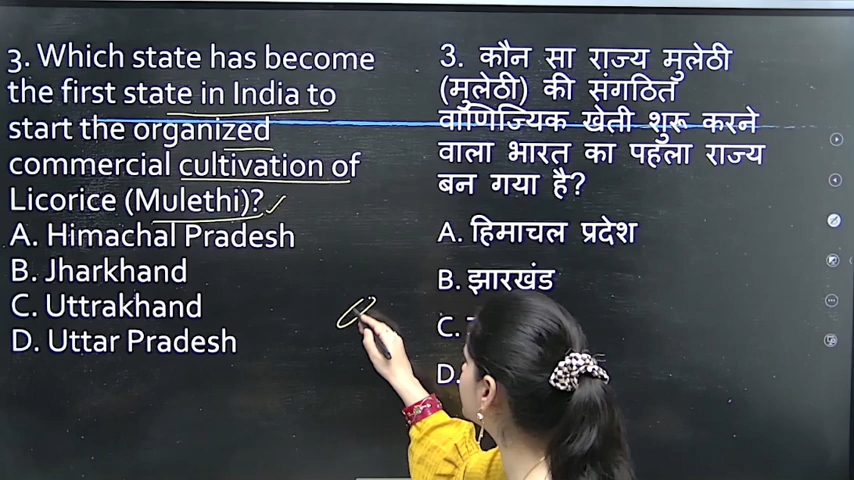 3. Which state has become
the first state in India to
start the organized
commercial cultivation of
Licorice (Mulethi)?
A. Himachal Pradesh
B. Jharkhand
C. Uttrakhand
D. Uttar Pradesh
3. कौन सा राज्य मुलेठी
(मुलेठी) की संगठित
वाणिज्यिक खेती शुरू करने
वाला भारत का पहला राज्य
बन गया है?
A. हिमाचल प्रदेश
B. झारखंड
C.
D.